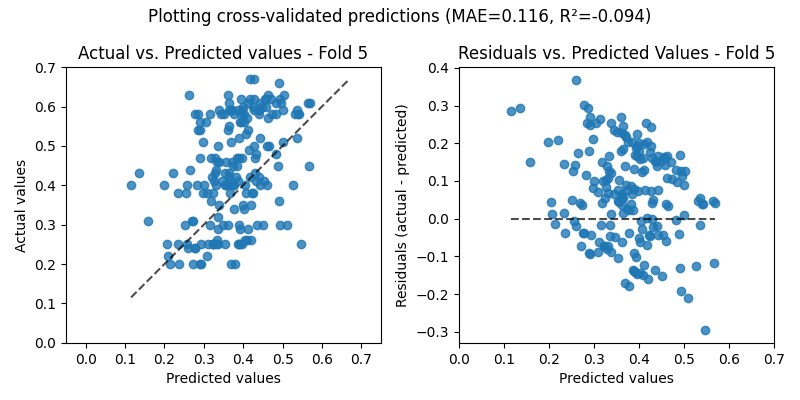 Plotting cross-validated predictions (MAE=0.116, R²=-0.094)
Actual vs. Predicted values - Fold 5
Actual values
0.7
0.6
0.5
0.4
0.3
0.2
0.1
0.0
0.0 0.1 0.2 0.3 0.4 0.5 0.6 0.7
Predicted values
Residuals vs. Predicted Values - Fold 5
Residuals (actual - predicted)
0.4
0.3
0.2
0.1
0.0
−0.1
−0.2
−0.3
0.0 0.1 0.2 0.3 0.4 0.5 0.6 0.7
Predicted values